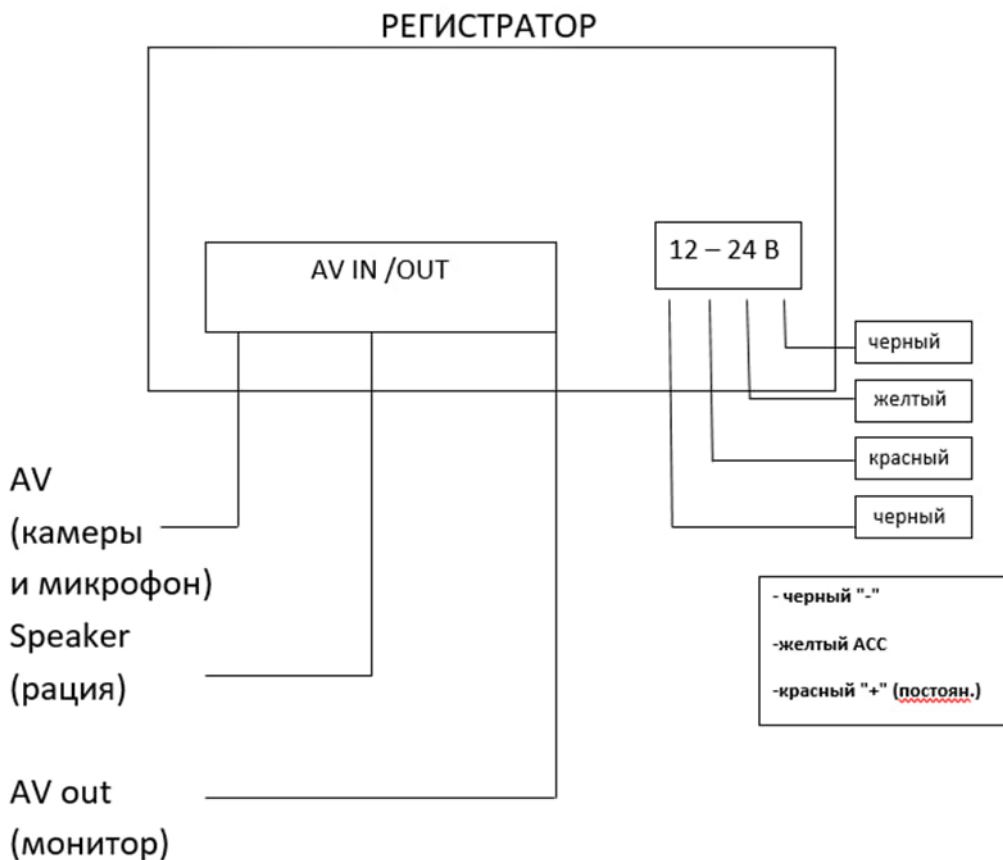 РЕГИСТРАТОР
AV IN /OUT
12 – 24 В
черный
желтый
красный
черный
AV
(камеры
и микрофон)
Speaker
(рация)
AV out
(монитор)
- черный "-"
-желтый АСС
-красный "+" (постоян.)